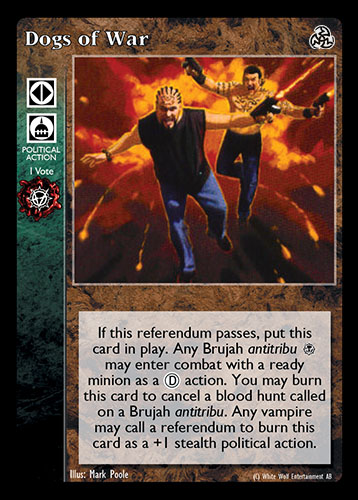 Dogs of War
POLITICAL
ACTION
1 Vote
If this referendum passes, put this
card in play. Any Brujah antitribu
may enter combat with a ready
minion as a D action. You may burn
this card to cancel a blood hunt called
on a Brujah antitribu. Any vampire
may call a referendum to burn this
card as a +1 stealth political action.
Illus: Mark Poole
(C) White Wolf Entertainment AB